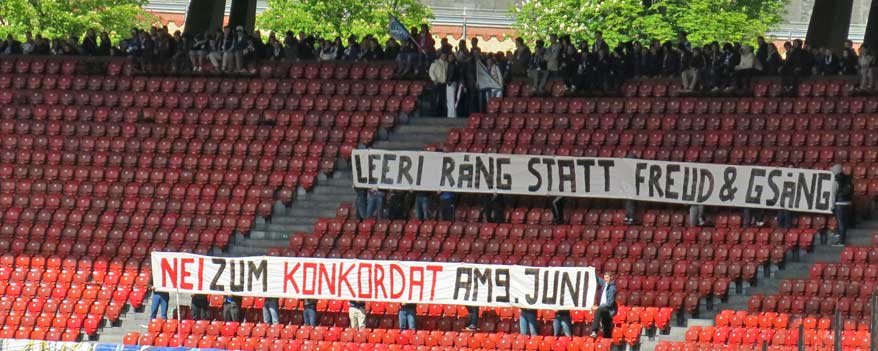 LEERI RÄNG STATT FREUD & GSÄNG
NEI ZUM KONKORDAT AM 9. JUNI